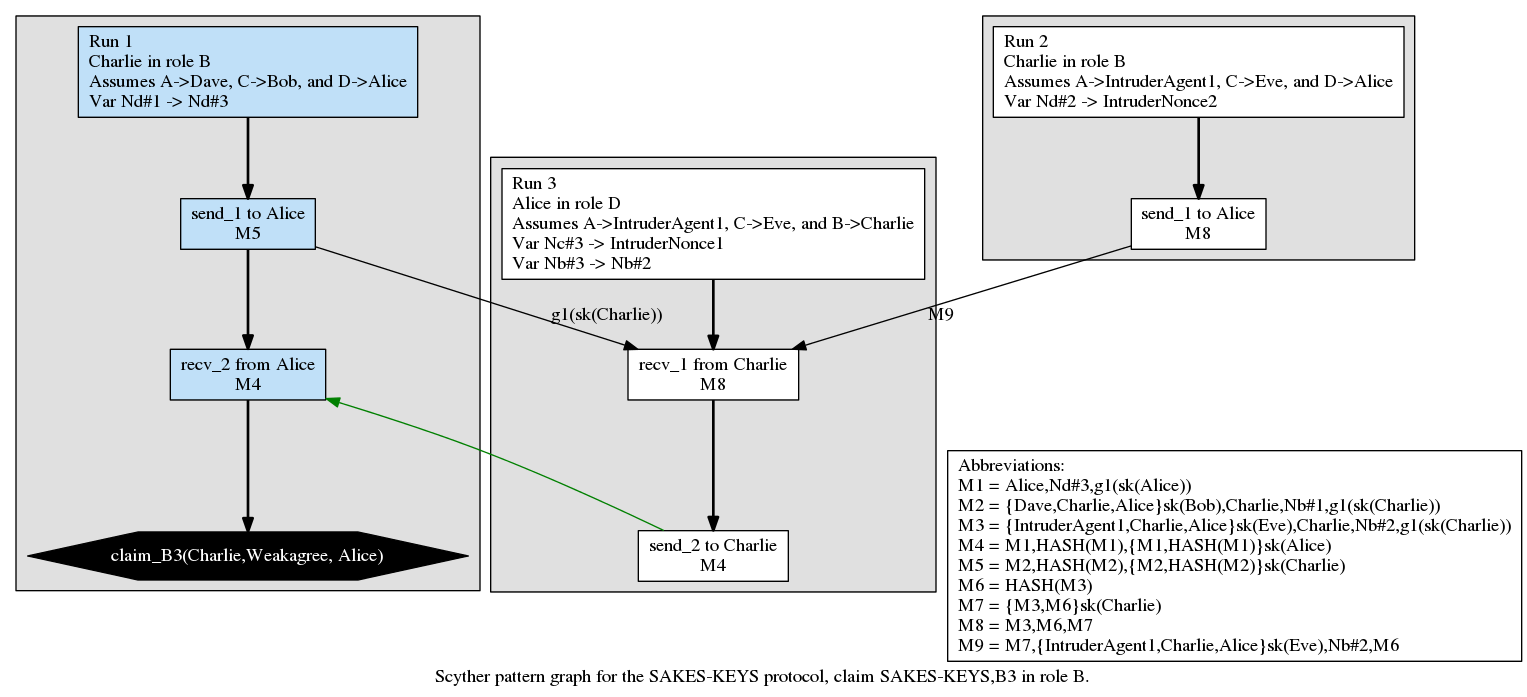 Run 1
Charlie in role B
Assumes A->Dave, C->Bob, and D->Alice
Var Nd#1 -> Nd#3
Run 2
Charlie in role B
Assumes A->IntruderAgent1, C->Eve, and D->Alice
Var Nd#2 -> IntruderNonce2
Run 3
Alice in role D
Assumes A->IntruderAgent1, C->Eve, and B->Charlie
Var Nc#3 -> IntruderNonce1
Var Nb#3 -> Nb#2
send_1 to Alice
M5
send_1 to Alice
M8
g1(sk(Charlie))
M9
recv_2 from Alice
M4
recv_1 from Charlie
M8
send_2 to Charlie
M4
claim_B3(Charlie,Weakagree, Alice)
Abbreviations:
M1 = Alice,Nd#3,g1(sk(Alice))
M2 = {Dave,Charlie,Alice}sk(Bob),Charlie,Nb#1,g1(sk(Charlie))
M3 = {IntruderAgent1,Charlie,Alice}sk(Eve),Charlie,Nb#2,g1(sk(Charlie))
M4 = M1,HASH(M1),{M1,HASH(M1)}sk(Alice)
M5 = M2,HASH(M2),{M2,HASH(M2)}sk(Charlie)
M6 = HASH(M3)
M7 = {M3,M6}sk(Charlie)
M8 = M3,M6,M7
M9 = M7,{IntruderAgent1,Charlie,Alice}sk(Eve),Nb#2,M6
Scyther pattern graph for the SAKES-KEYS protocol, claim SAKES-KEYS,B3 in role B.